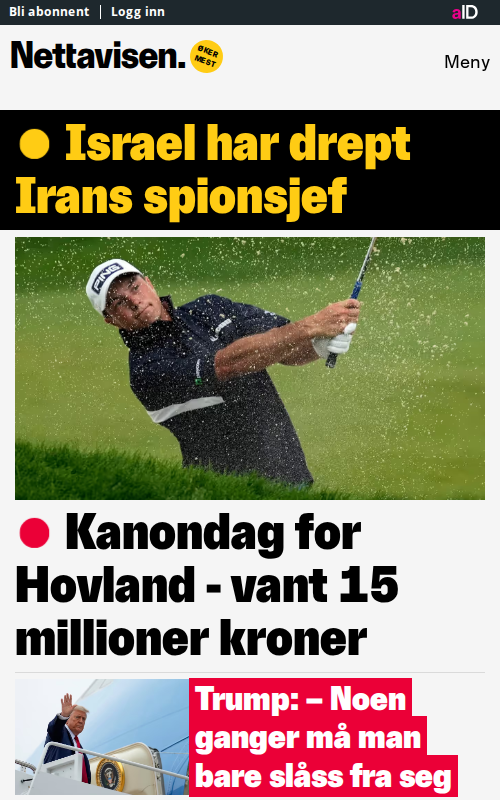 Bli abonnent | Logg inn
aID
Nettavisen.
ØKER
MEST
Meny
Israel har drept
Irans spionsjef
PING
Kanondag for
Hovland - vant 15
millioner kroner
Trump: – Noen
ganger må man
bare slåss fra seg